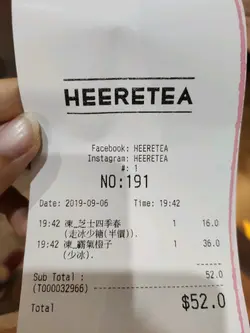 HEERETEA
Facebook: HEERETEA
Instagram: HEERETEA
#: 1
NO:191
Date: 2019-09-06 Time: 19:42
19:42 凍_芝士四季春 1 16.0
(走冰少糖(半價)).
19:42 凍_霸氣橙子 1 36.0
(少冰).
Sub Total : 52.0
(T000032966)
Total $52.0